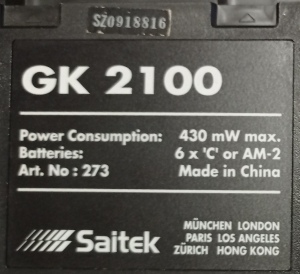 SZ0918816
GK 2100
Power Consumption: 430 mW max.
Batteries: 6 x 'C' or AM-2
Art. No : 273 Made in China
Saitek
MÜNCHEN LONDON
PARIS LOS ANGELES
ZÜRICH HONG KONG